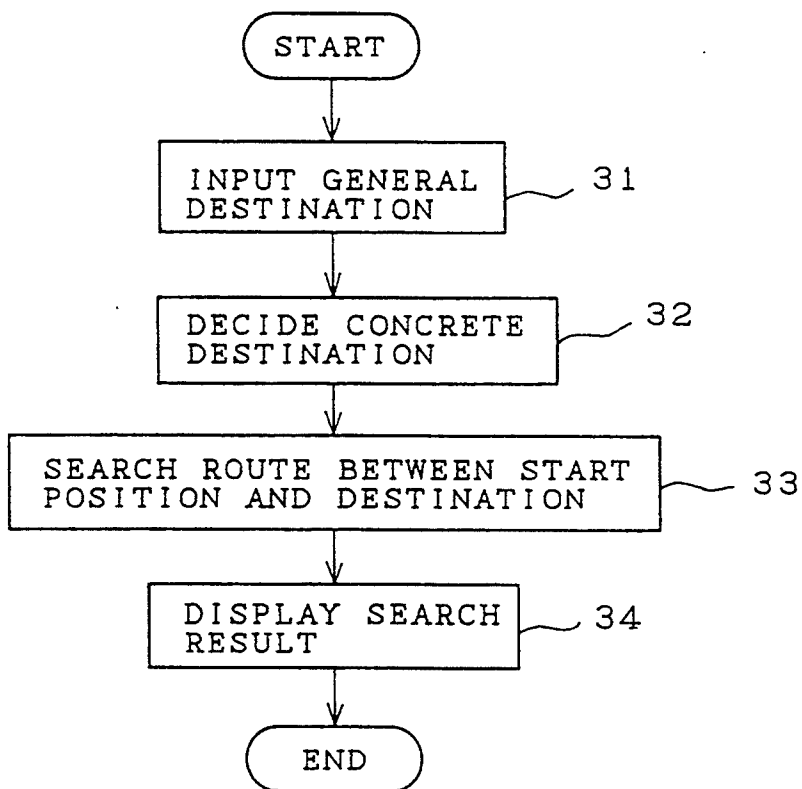 START
INPUT GENERAL
DESTINATION
31
DECIDE CONCRETE
DESTINATION
32
SEARCH ROUTE BETWEEN START
POSITION AND DESTINATION
33
DISPLAY SEARCH
RESULT
34
END